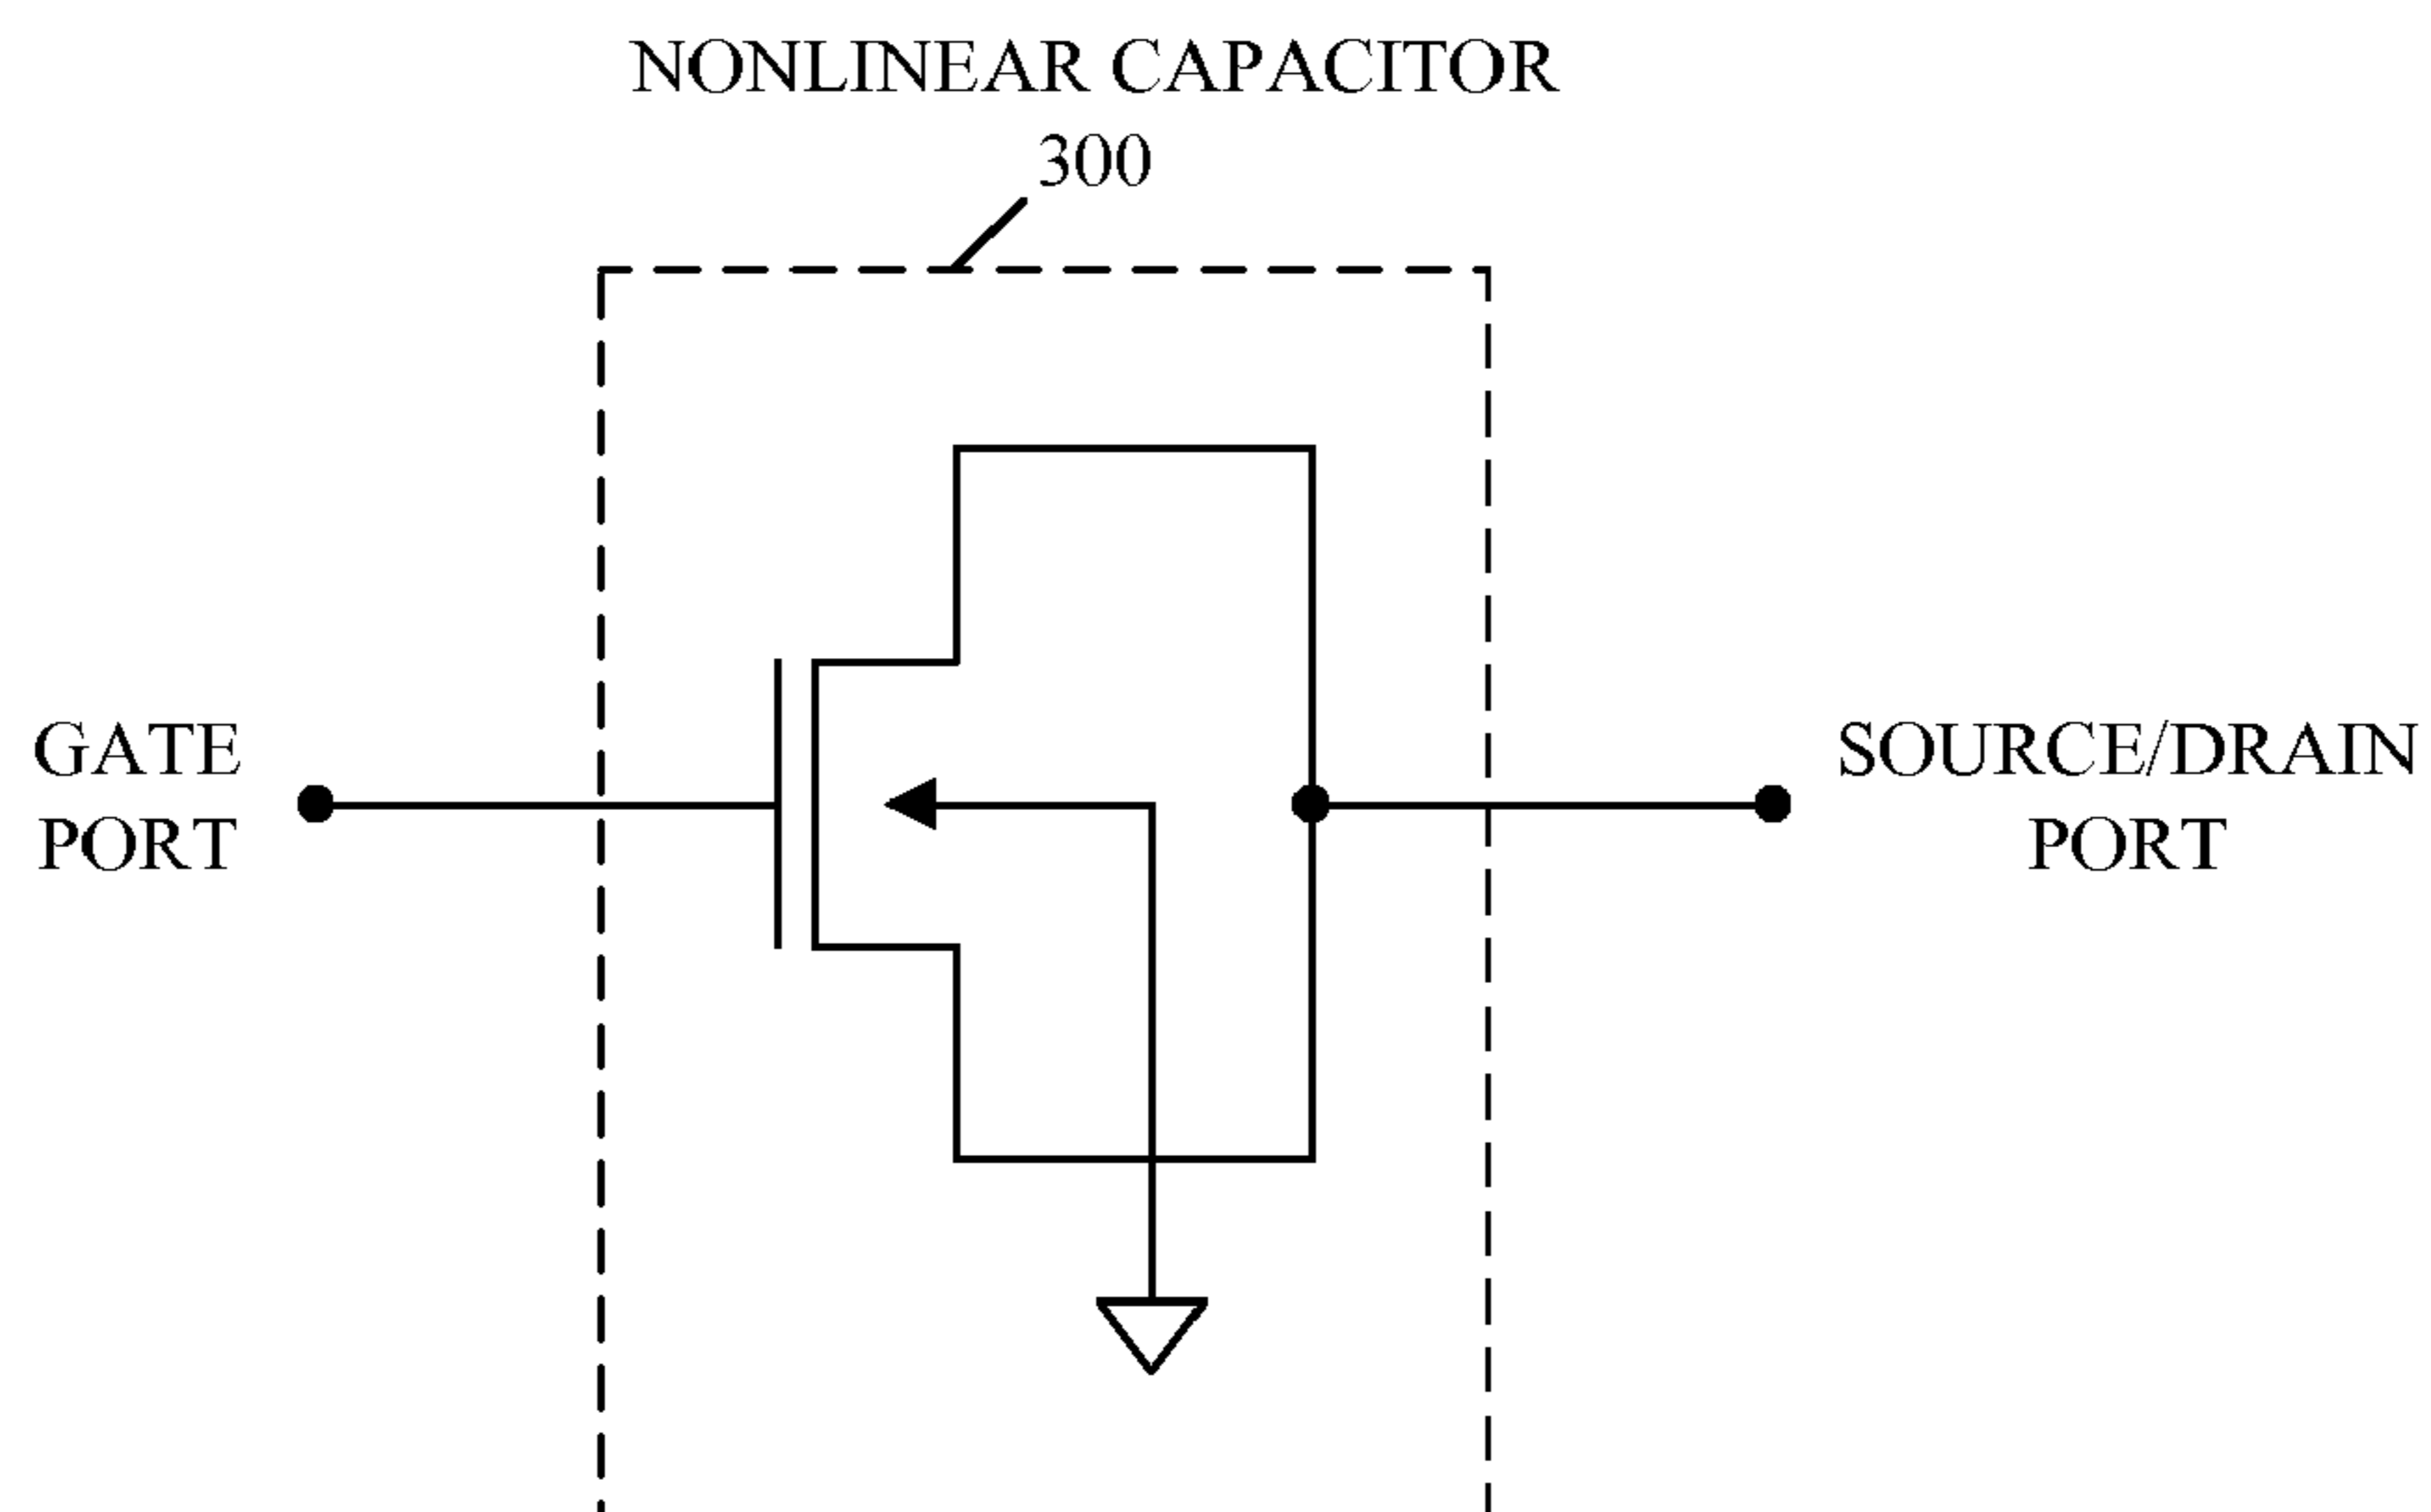 NONLINEAR CAPACITOR
300
GATE
PORT
SOURCE/DRAIN
PORT